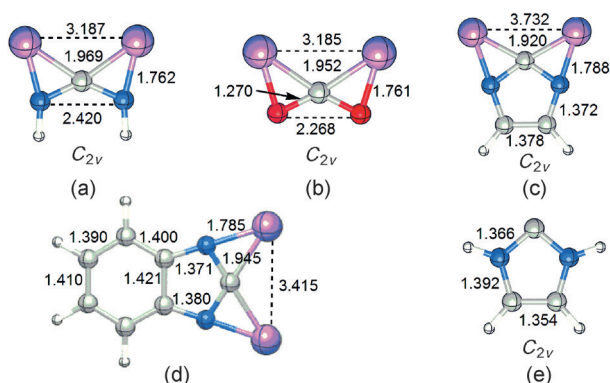 3.187
1.969
1.762
2.420
C2v
(a)
3.185
1.952
1.270
1.761
2.268
C2v
(b)
3.732
1.920
1.788
1.372
1.378
C2v
(c)
1.390
1.400
1.785
1.410
1.421
1.371
1.945
3.415
1.380
(d)
1.366
1.392
1.354
C2v
(e)